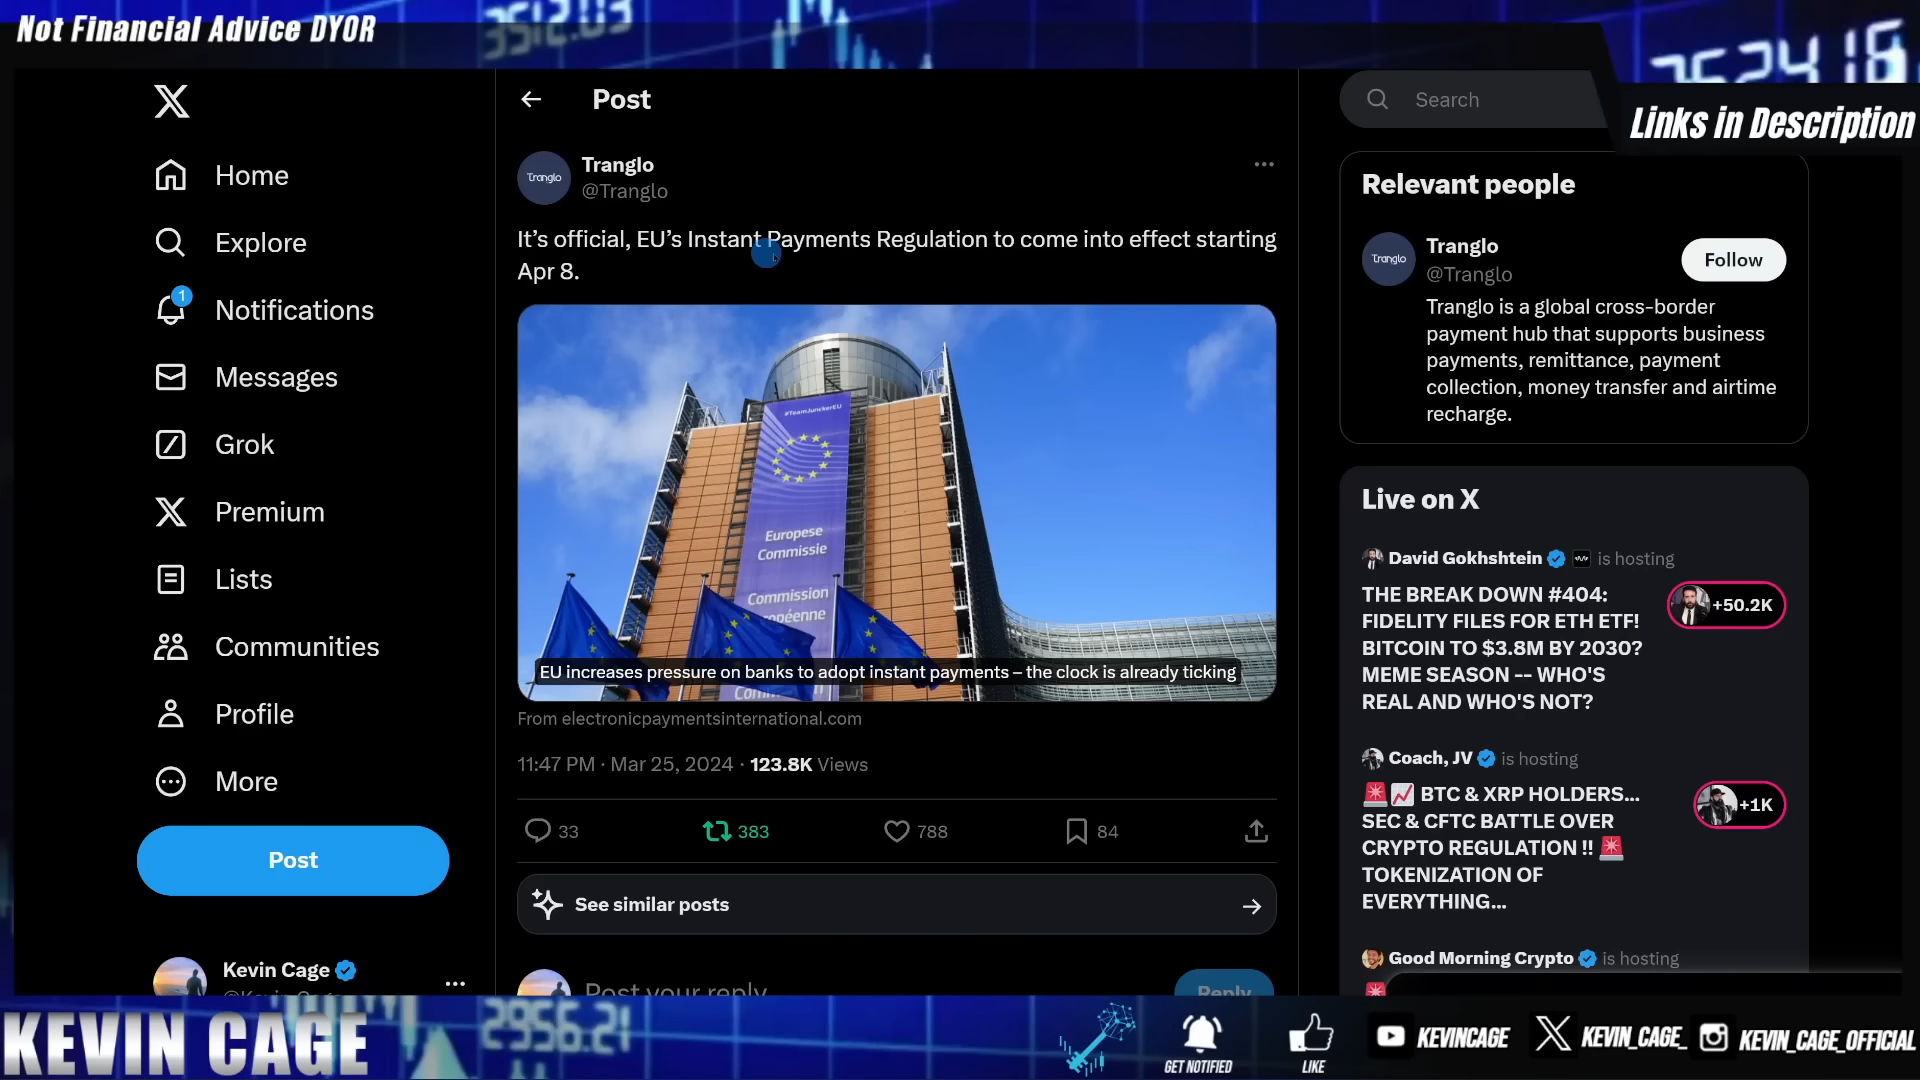 Not Financial Advice DYOR
Links in Description
Post
Search
Home
Explore
1
Notifications
Messages
Grok
Premium
Lists
Communities
Profile
More
Post
Kevin Cage
Tranglo
Tranglo
@Tranglo
It's official, EU's Instant Payments Regulation to come into effect starting
Apr 8.
#TeamJunckerEU
Europese
Commissie
Commission
EU increases pressure on banks to adopt instant payments – the clock is already ticking
From electronicpaymentsinternational.com
11:47 PM · Mar 25, 2024 · 123.8K Views
33
383
788
84
See similar posts
Post your reply
Reply
Relevant people
Tranglo
Tranglo
@Tranglo
Follow
Tranglo is a global cross-border
payment hub that supports business
payments, remittance, payment
collection, money transfer and airtime
recharge.
Live on X
David Gokhshtein is hosting
THE BREAK DOWN #404:
FIDELITY FILES FOR ETH ETF!
BITCOIN TO $3.8M BY 2030?
MEME SEASON -- WHO'S
REAL AND WHO'S NOT?
+50.2K
Coach, JV is hosting
🚨📈 BTC & XRP HOLDERS...
SEC & CFTC BATTLE OVER
CRYPTO REGULATION !! 🚨
TOKENIZATION OF
EVERYTHING...
+1K
Good Morning Crypto is hosting
KEVIN CAGE
2956.21
GET NOTIFIED
LIKE
KEVINCAGE
KEVIN_CAGE_
KEVIN_CAGE_OFFICIAL